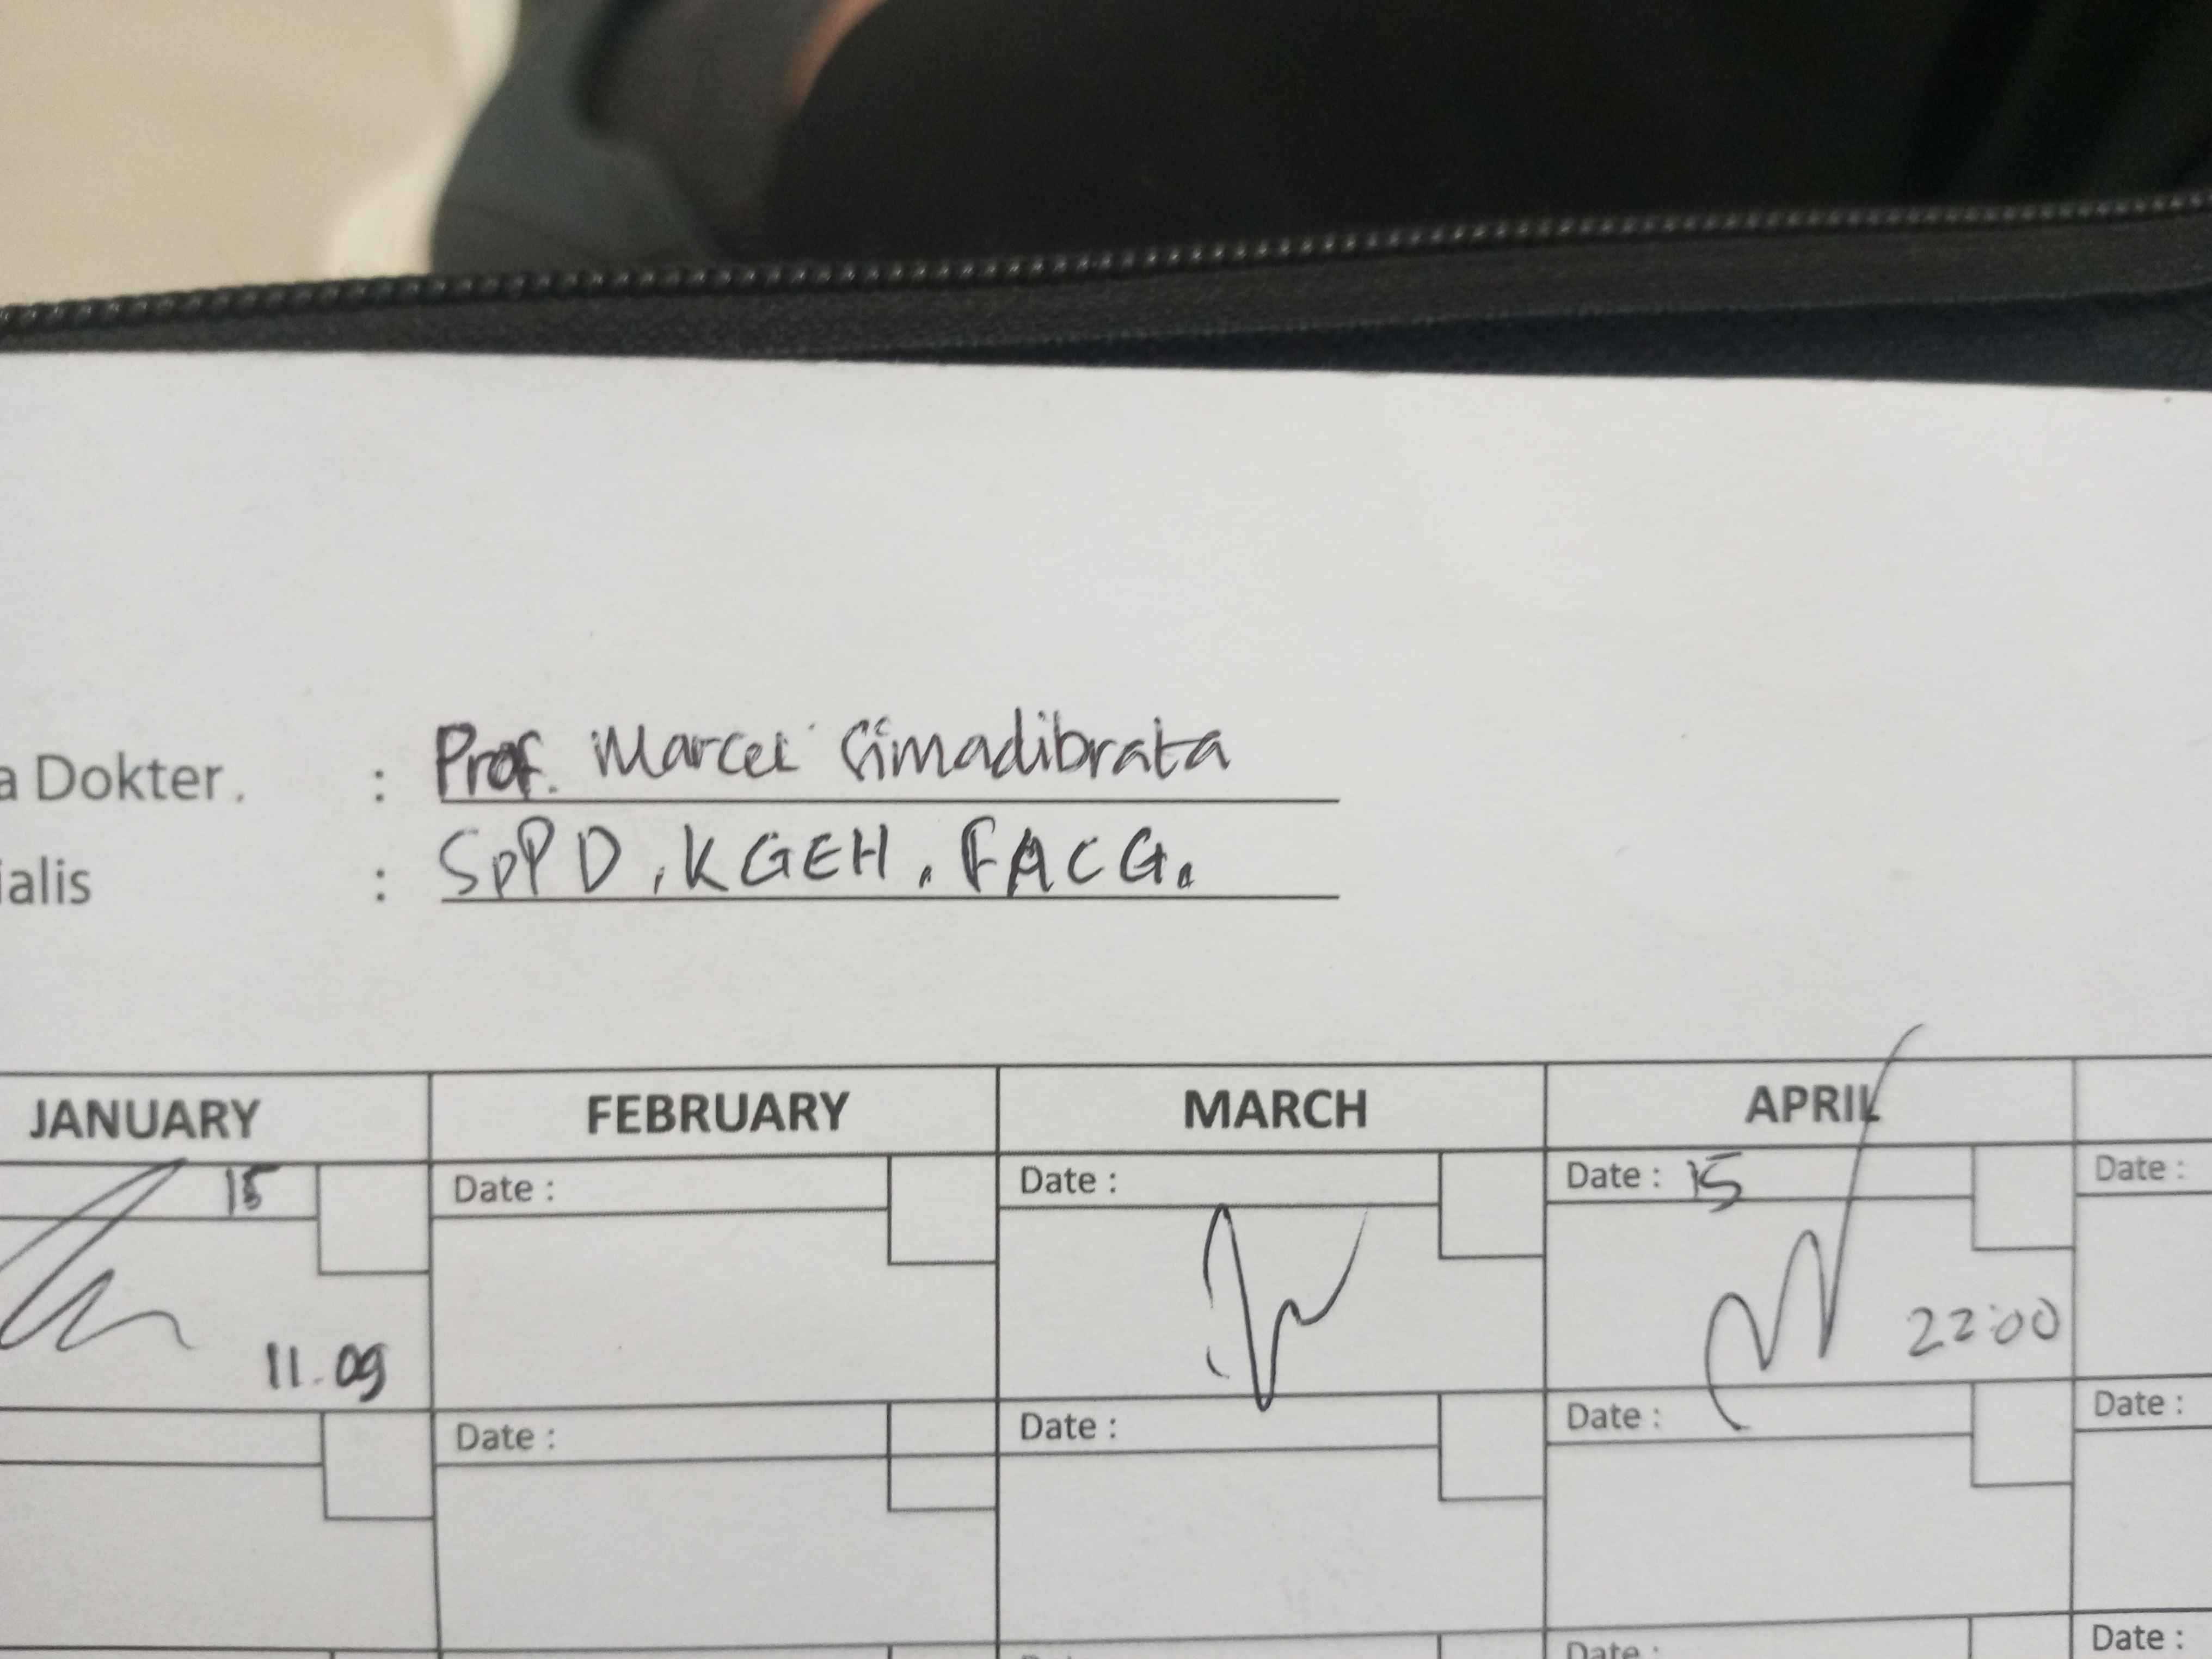 a Dokter. : Prof. Marcel Simadibrata
ialis : SpPD, KGEH, FACG.
JANUARY FEBRUARY MARCH APRIL
15 Date : Date : Date : 15 Date :
11.09 22:00
Date : Date : Date : Date :
Date : Date :